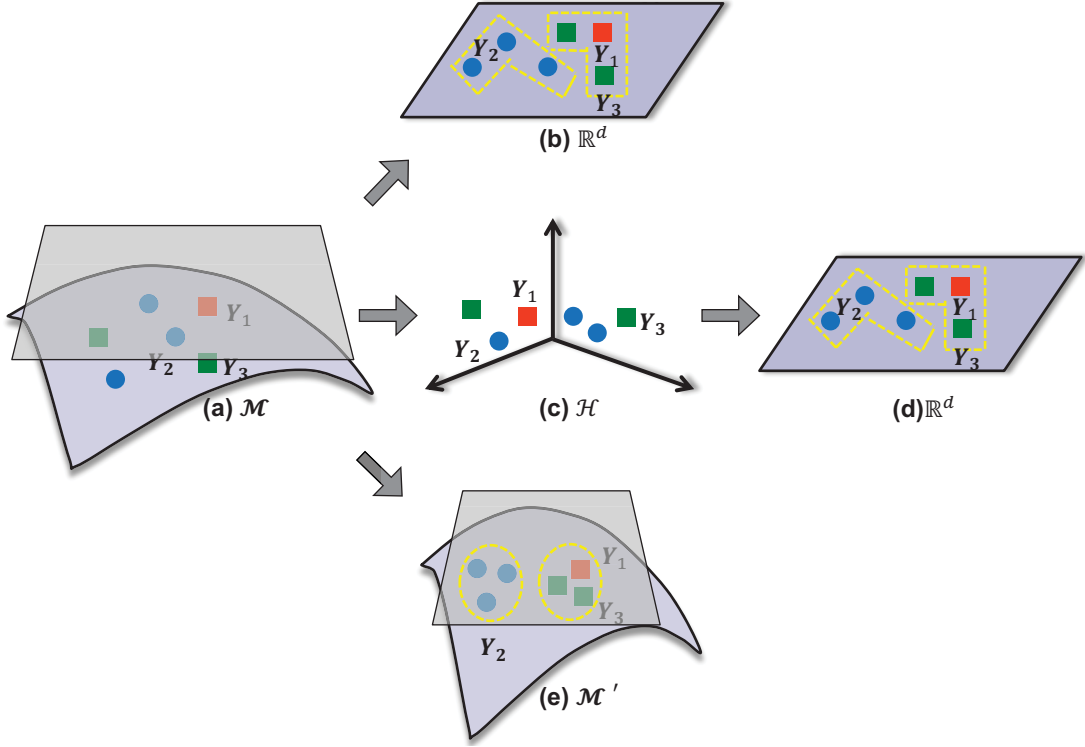 Y₂
Y₁
Y₃
(b) ℝᵈ
Y₁
Y₂
Y₃
(a) ℳ
Y₁
Y₂
Y₃
(c) ℋ
Y₂
Y₁
Y₃
(d)ℝᵈ
Y₁
Y₃
Y₂
(e) ℳ′